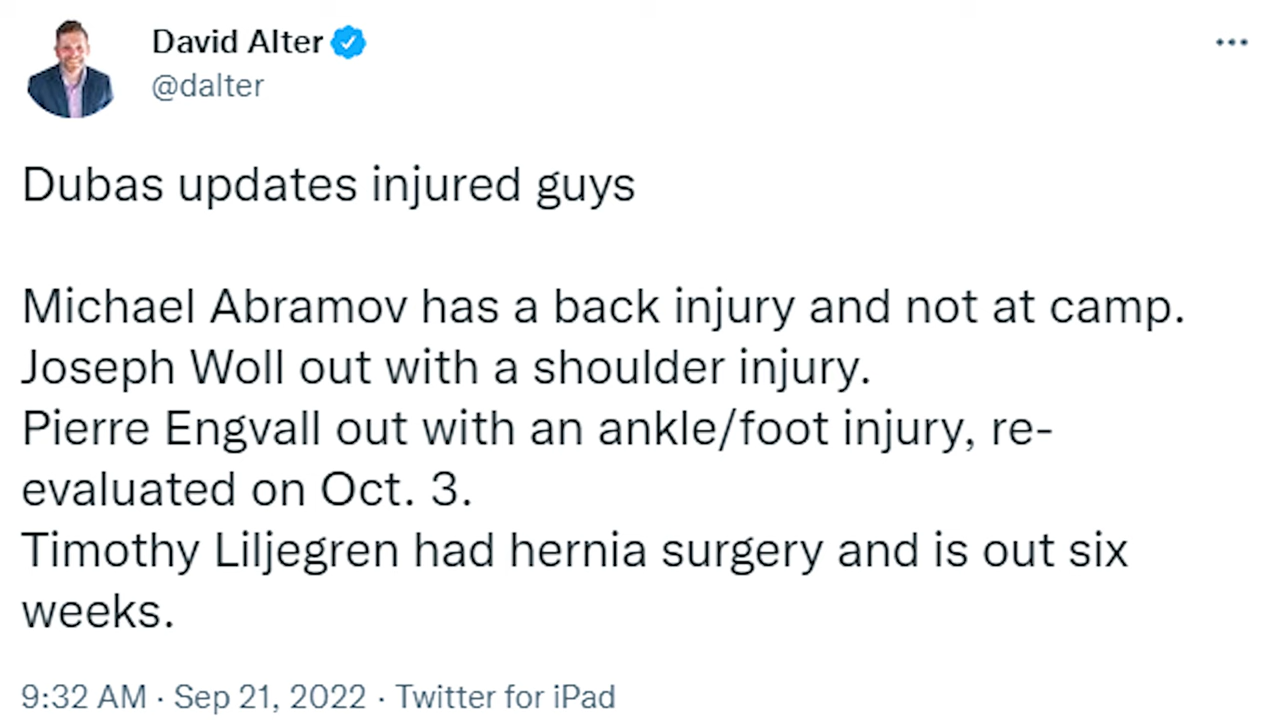 David Alter
@dalter
Dubas updates injured guys
Michael Abramov has a back injury and not at camp.
Joseph Woll out with a shoulder injury.
Pierre Engvall out with an ankle/foot injury, re-
evaluated on Oct. 3.
Timothy Liljegren had hernia surgery and is out six
weeks.
9:32 AM · Sep 21, 2022 · Twitter for iPad